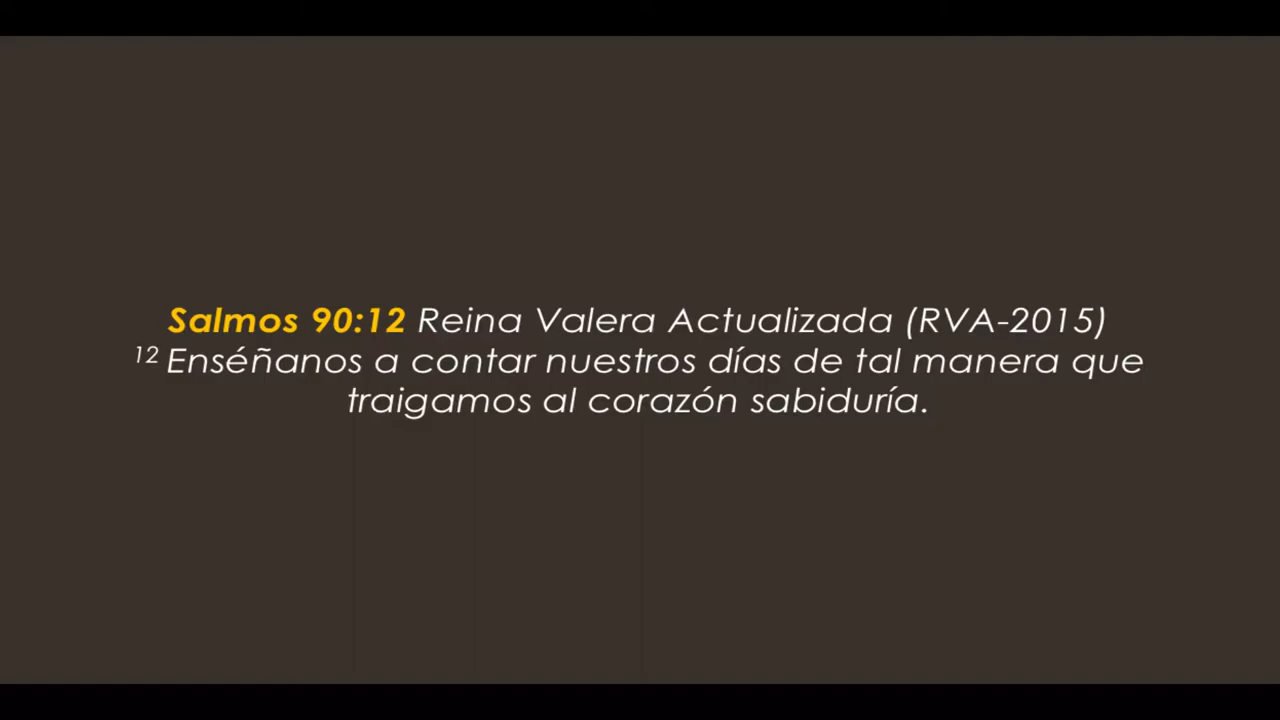 Salmos 90:12 Reina Valera Actualizada (RVA-2015)
12 Enséñanos a contar nuestros días de tal manera que
traigamos al corazón sabiduría.